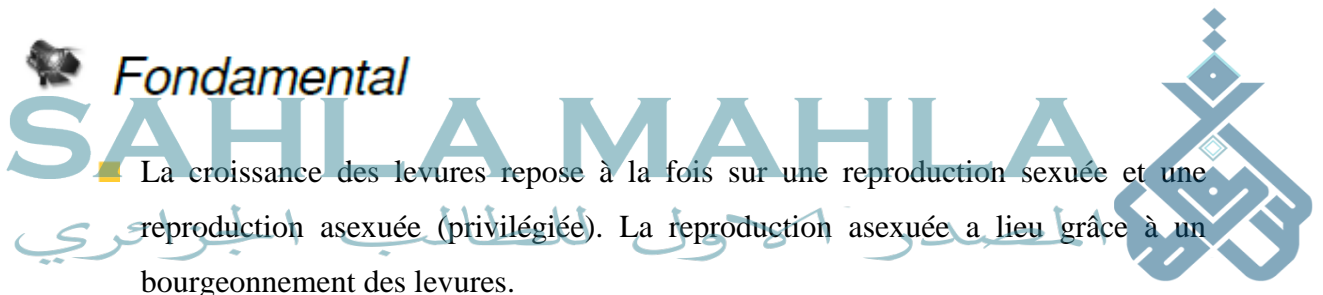 Fondamental
SAHLA MAHLA
La croissance des levures repose à la fois sur une reproduction sexuée et une
reproduction asexuée (privilégiée). La reproduction asexuée a lieu grâce à un
المصدر الاول للطالب الجزائري
bourgeonnement des levures.